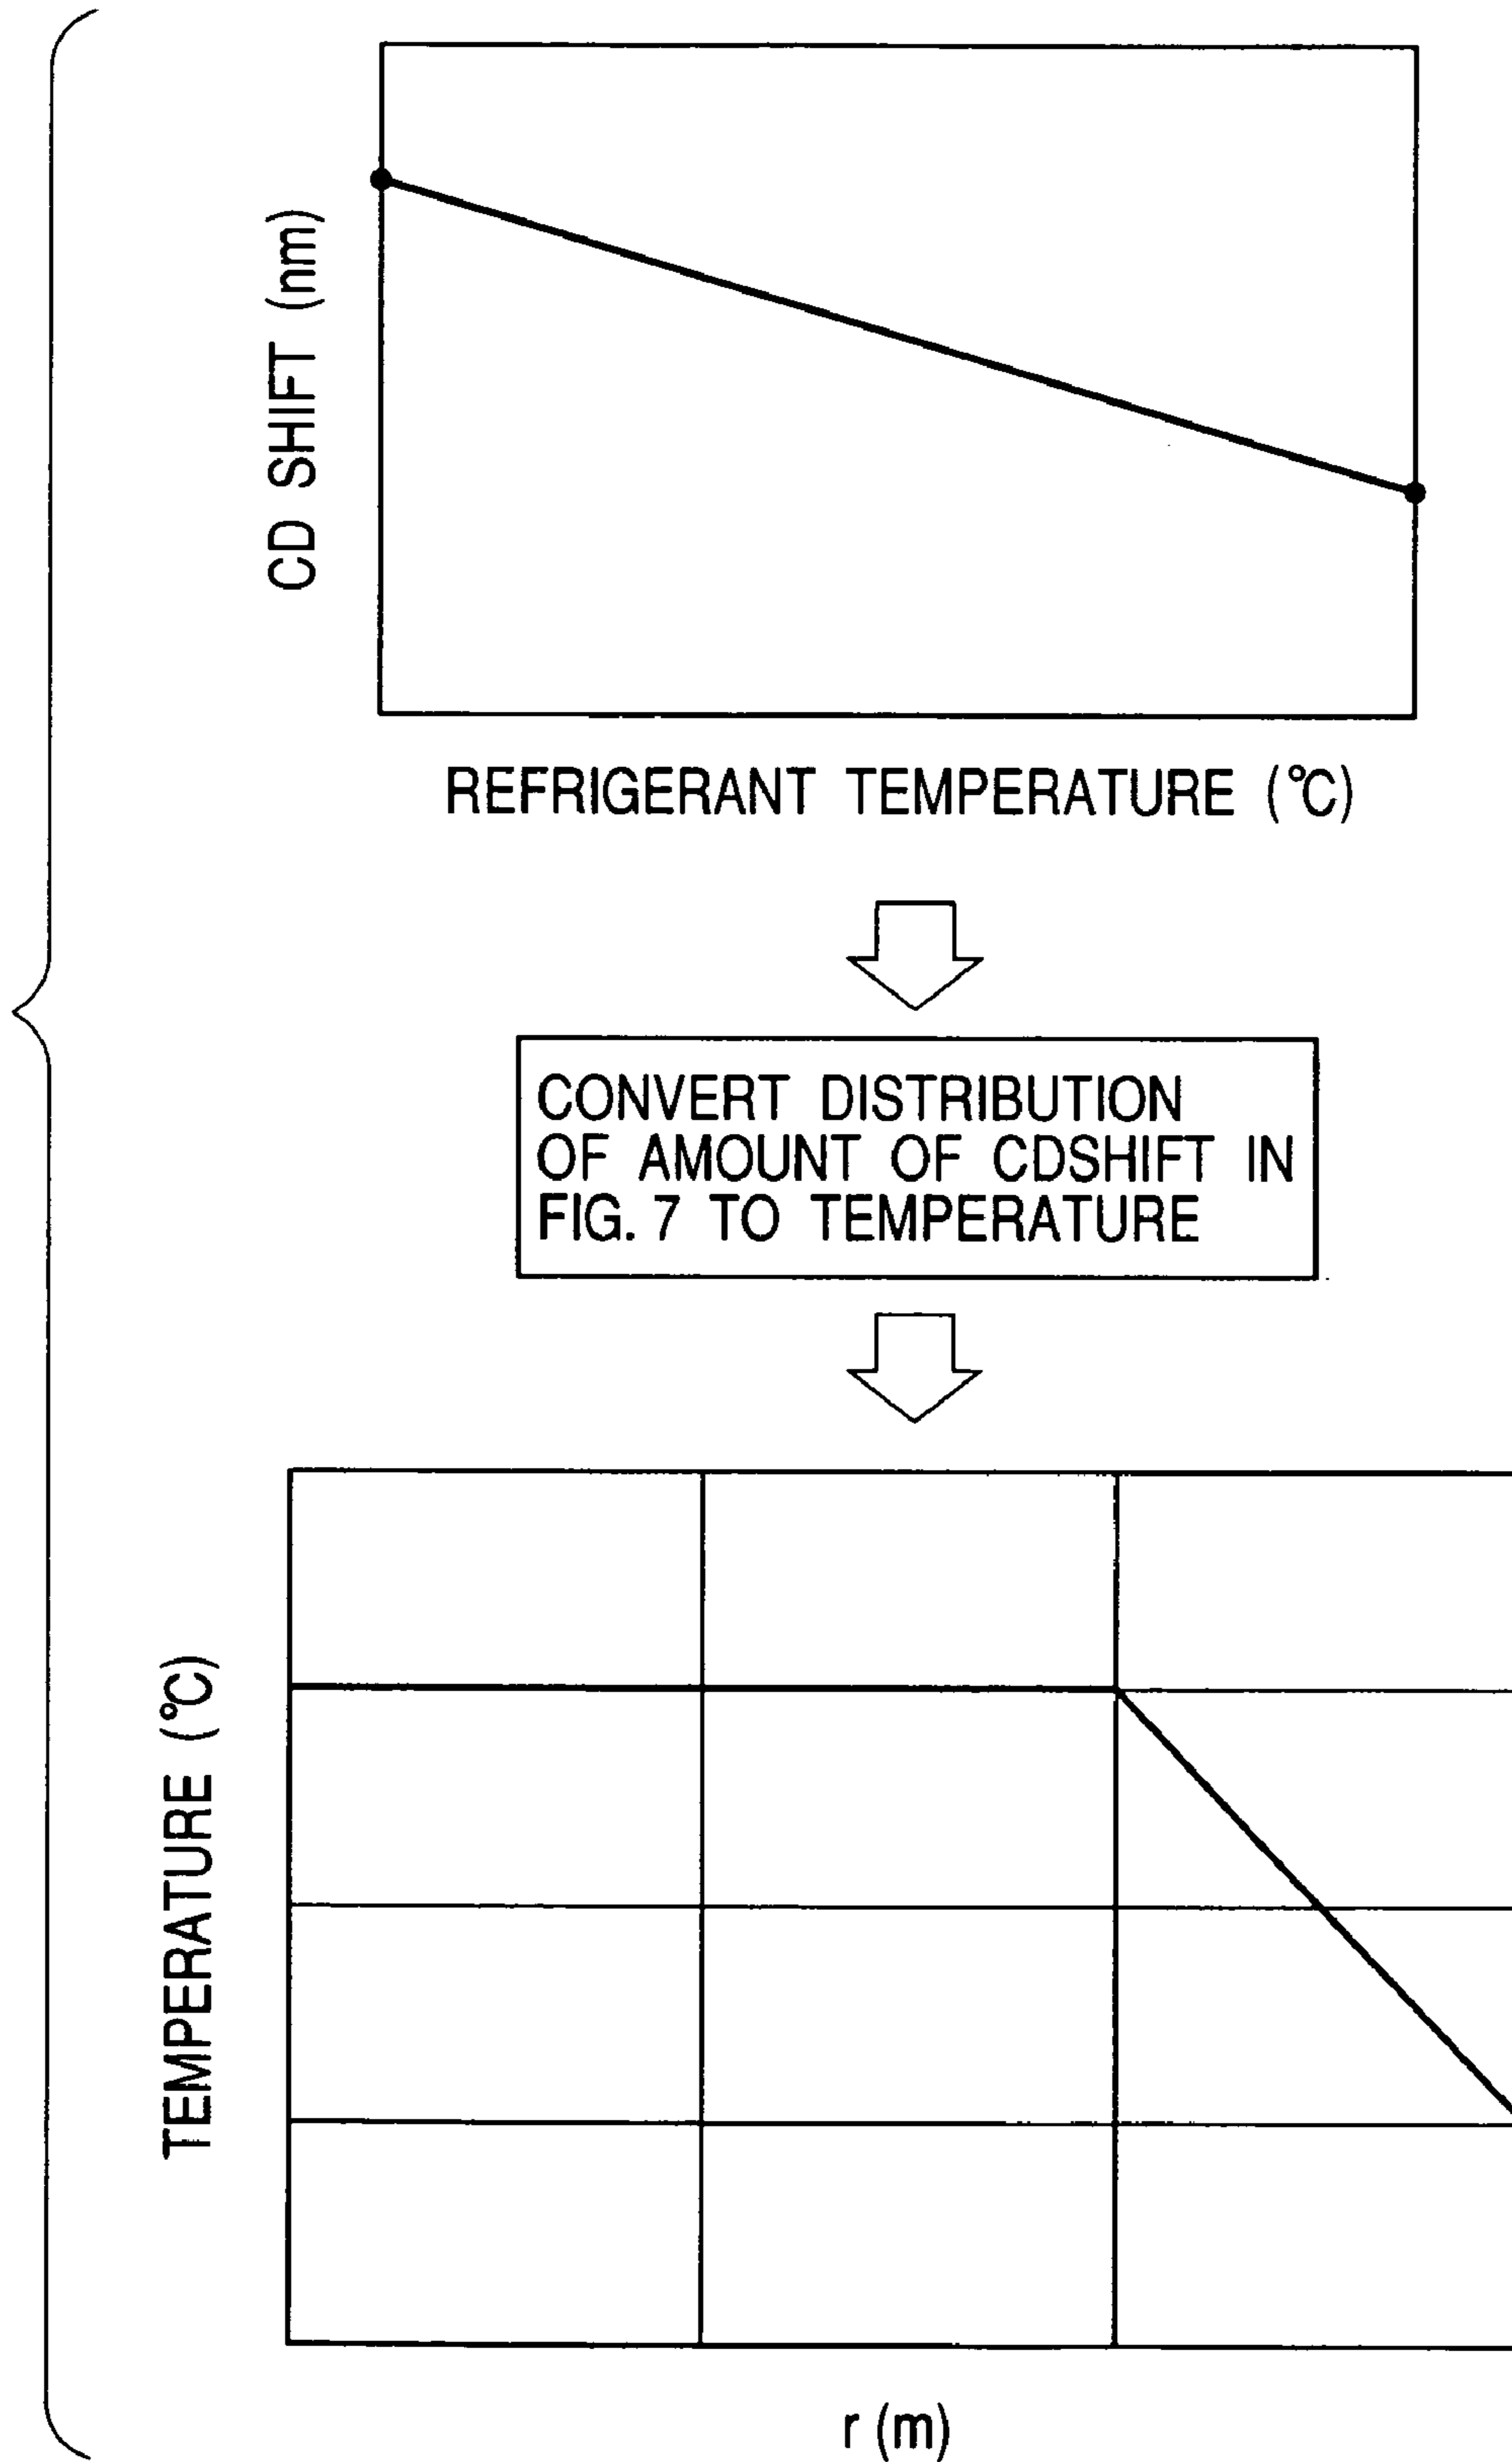 CD SHIFT (nm)
REFRIGERANT TEMPERATURE (℃)
CONVERT DISTRIBUTION
OF AMOUNT OF CDSHIFT IN
FIG. 7 TO TEMPERATURE
TEMPERATURE (℃)
r (m)